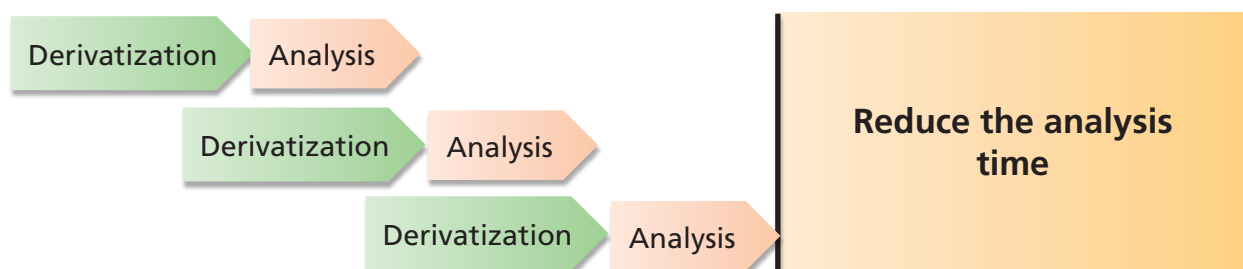 Derivatization
Analysis
Derivatization
Analysis
Reduce the analysis
time
Derivatization
Analysis